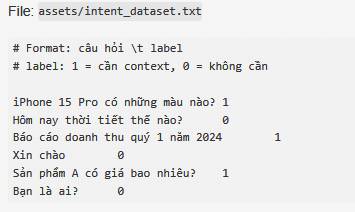 File: assets/intent_dataset.txt
# Format: câu hỏi \t label
# label: 1 = cần context, 0 = không cần
iPhone 15 Pro có những màu nào? 1
Hôm nay thời tiết thế nào? 0
Báo cáo doanh thu quý 1 năm 2024 1
Xin chào 0
Sản phẩm A có giá bao nhiêu? 1
Bạn là ai? 0